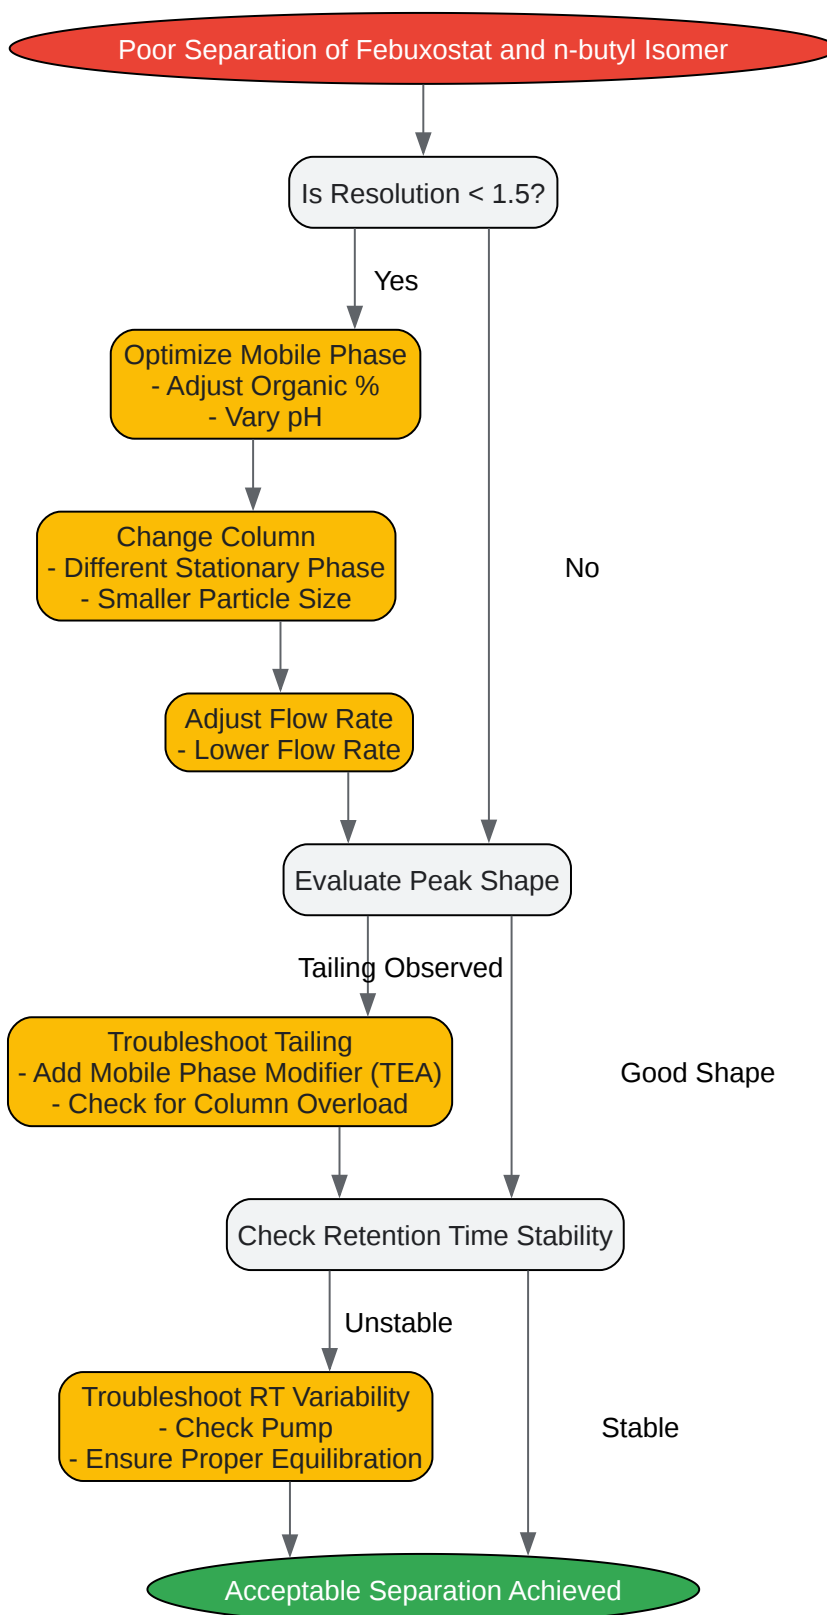 Poor Separation of Febuxostat and n-butyl Isomer
Is Resolution < 1.5?
Yes
Optimize Mobile Phase
- Adjust Organic %
- Vary pH
Change Column
- Different Stationary Phase
- Smaller Particle Size
No
Adjust Flow Rate
- Lower Flow Rate
Evaluate Peak Shape
Tailing Observed
Troubleshoot Tailing
- Add Mobile Phase Modifier (TEA)
- Check for Column Overload
Good Shape
Check Retention Time Stability
Unstable
Troubleshoot RT Variability
- Check Pump
- Ensure Proper Equilibration
Stable
Acceptable Separation Achieved